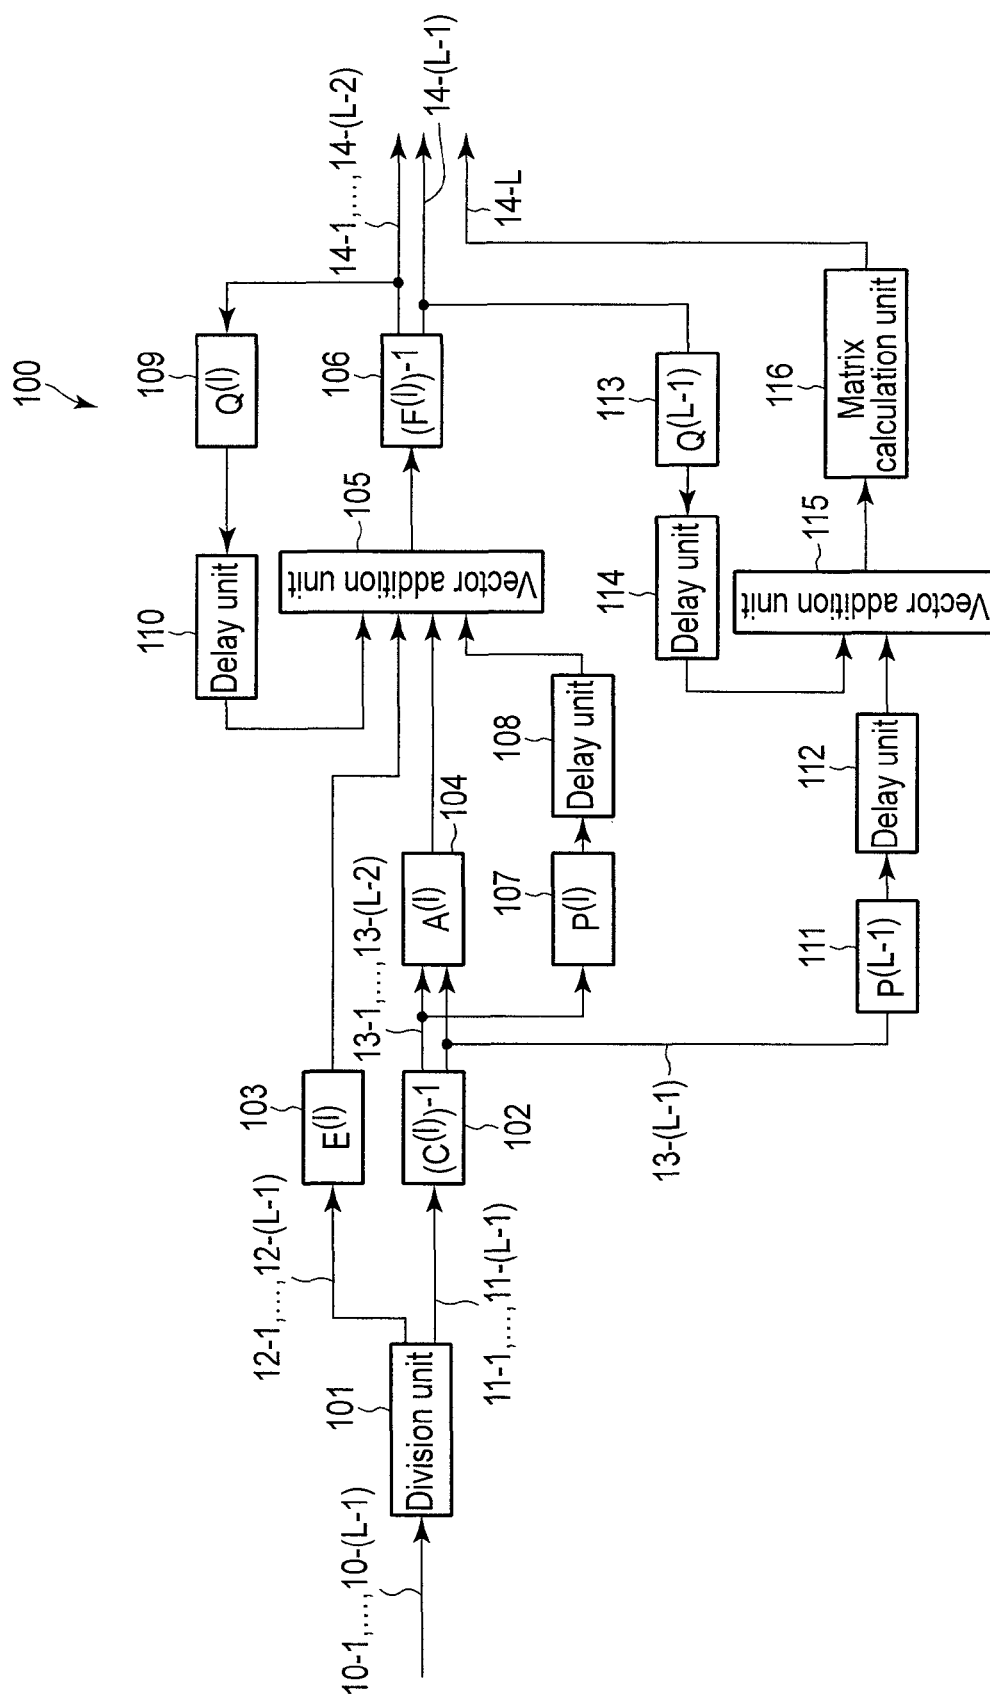 100
10-1,...,10-(L-1)
101
Division unit
12-1,...,12-(L-1)
11-1,...,11-(L-1)
103
E(l)
(C(l))-1
102
13-1,...,13-(L-2)
13-(L-1)
A(l)
104
107
P(l)
108
Delay unit
111
P(L-1)
112
Delay unit
110
Delay unit
109
Q(l)
105
Vector addition unit
106
(F(l))-1
14-1,...,14-(L-2)
14-(L-1)
14-L
113
Q(L-1)
114
Delay unit
115
Vector addition unit
116
Matrix
calculation unit